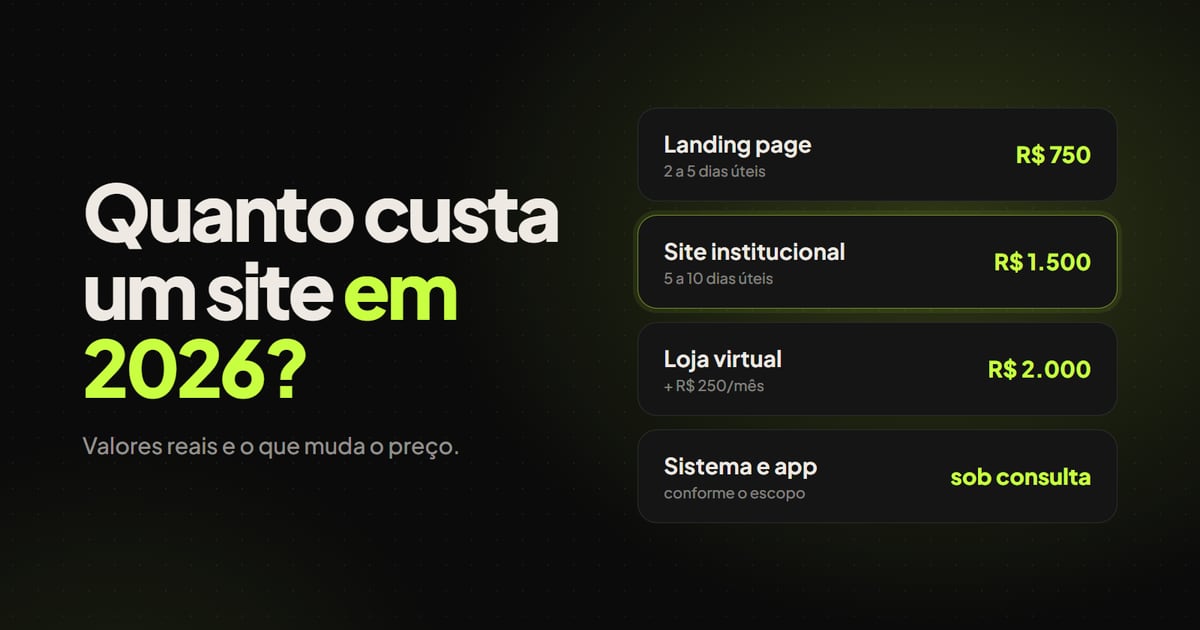 Quanto custa
um site em
2026?
Valores reais e o que muda o preço.
Landing page
2 a 5 dias úteis
R$ 750
Site institucional
5 a 10 dias úteis
R$ 1.500
Loja virtual
+ R$ 250/mês
R$ 2.000
Sistema e app
conforme o escopo
sob consulta